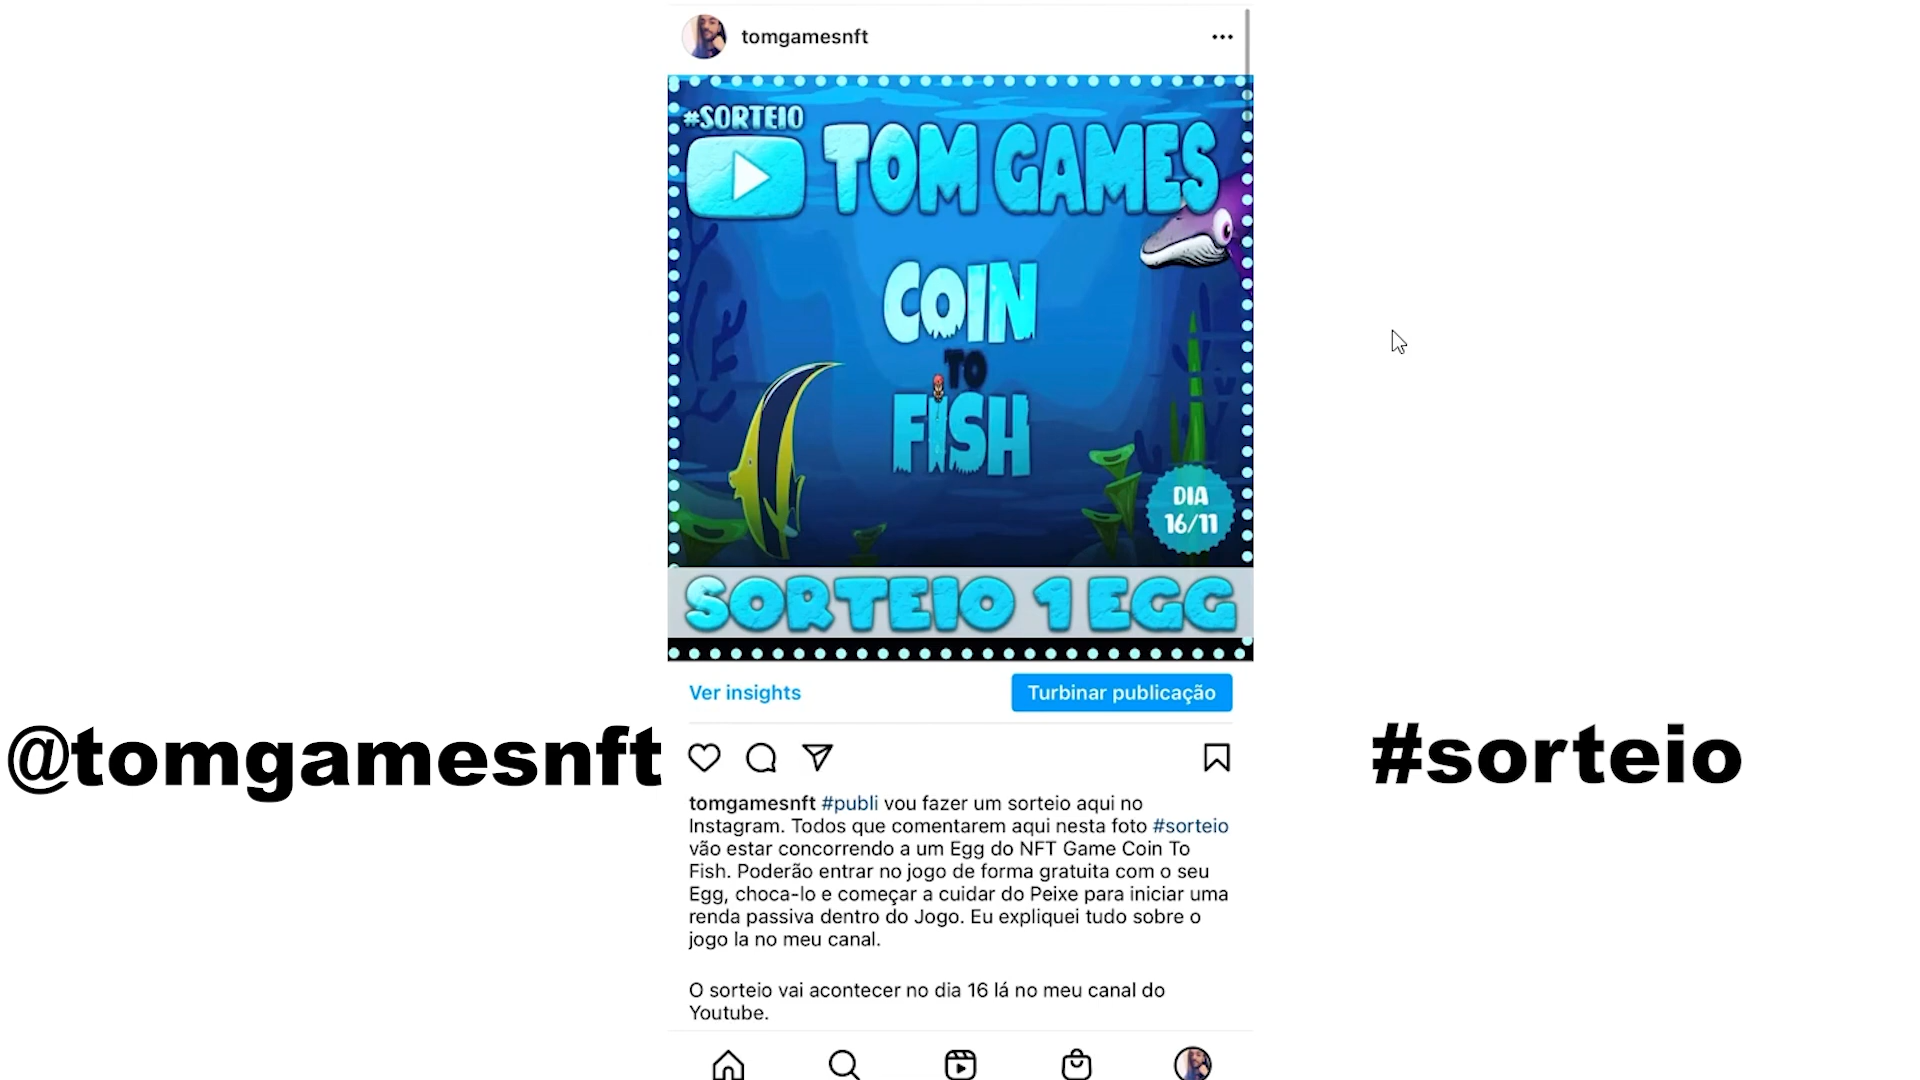 tomgamesnft
#SORTEIO
TOM GAMES
COIN
TO
FISH
DIA
16/11
SORTEIO 1 EGG
Ver insights
Turbinar publicação
@tomgamesnft
#sorteio
tomgamesnft #publi vou fazer um sorteio aqui no
Instagram. Todos que comentarem aqui nesta foto #sorteio
vão estar concorrendo a um Egg do NFT Game Coin To
Fish. Poderão entrar no jogo de forma gratuita com o seu
Egg, choca-lo e começar a cuidar do Peixe para iniciar uma
renda passiva dentro do Jogo. Eu expliquei tudo sobre o
jogo la no meu canal.
O sorteio vai acontecer no dia 16 lá no meu canal do
Youtube.